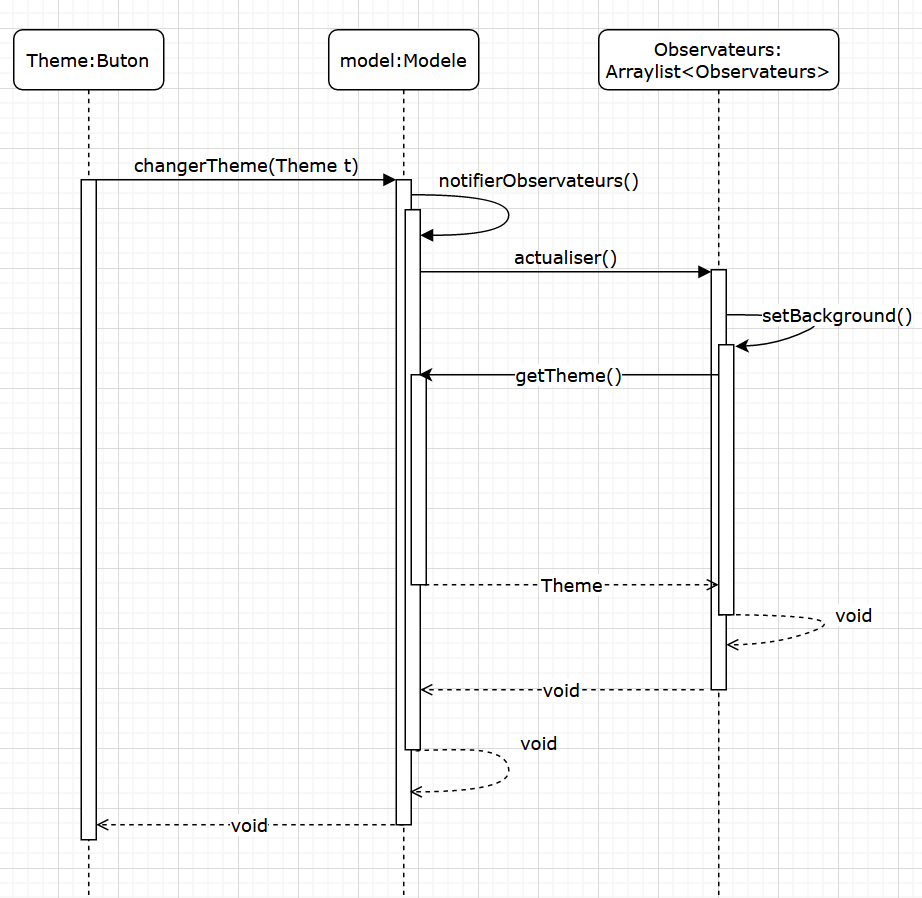 Theme:Buton
model:Modele
Observateurs:
Arraylist<Observateurs>
changerTheme(Theme t)
notifierObservateurs()
actualiser()
setBackground()
getTheme()
Theme
void
void
void
void